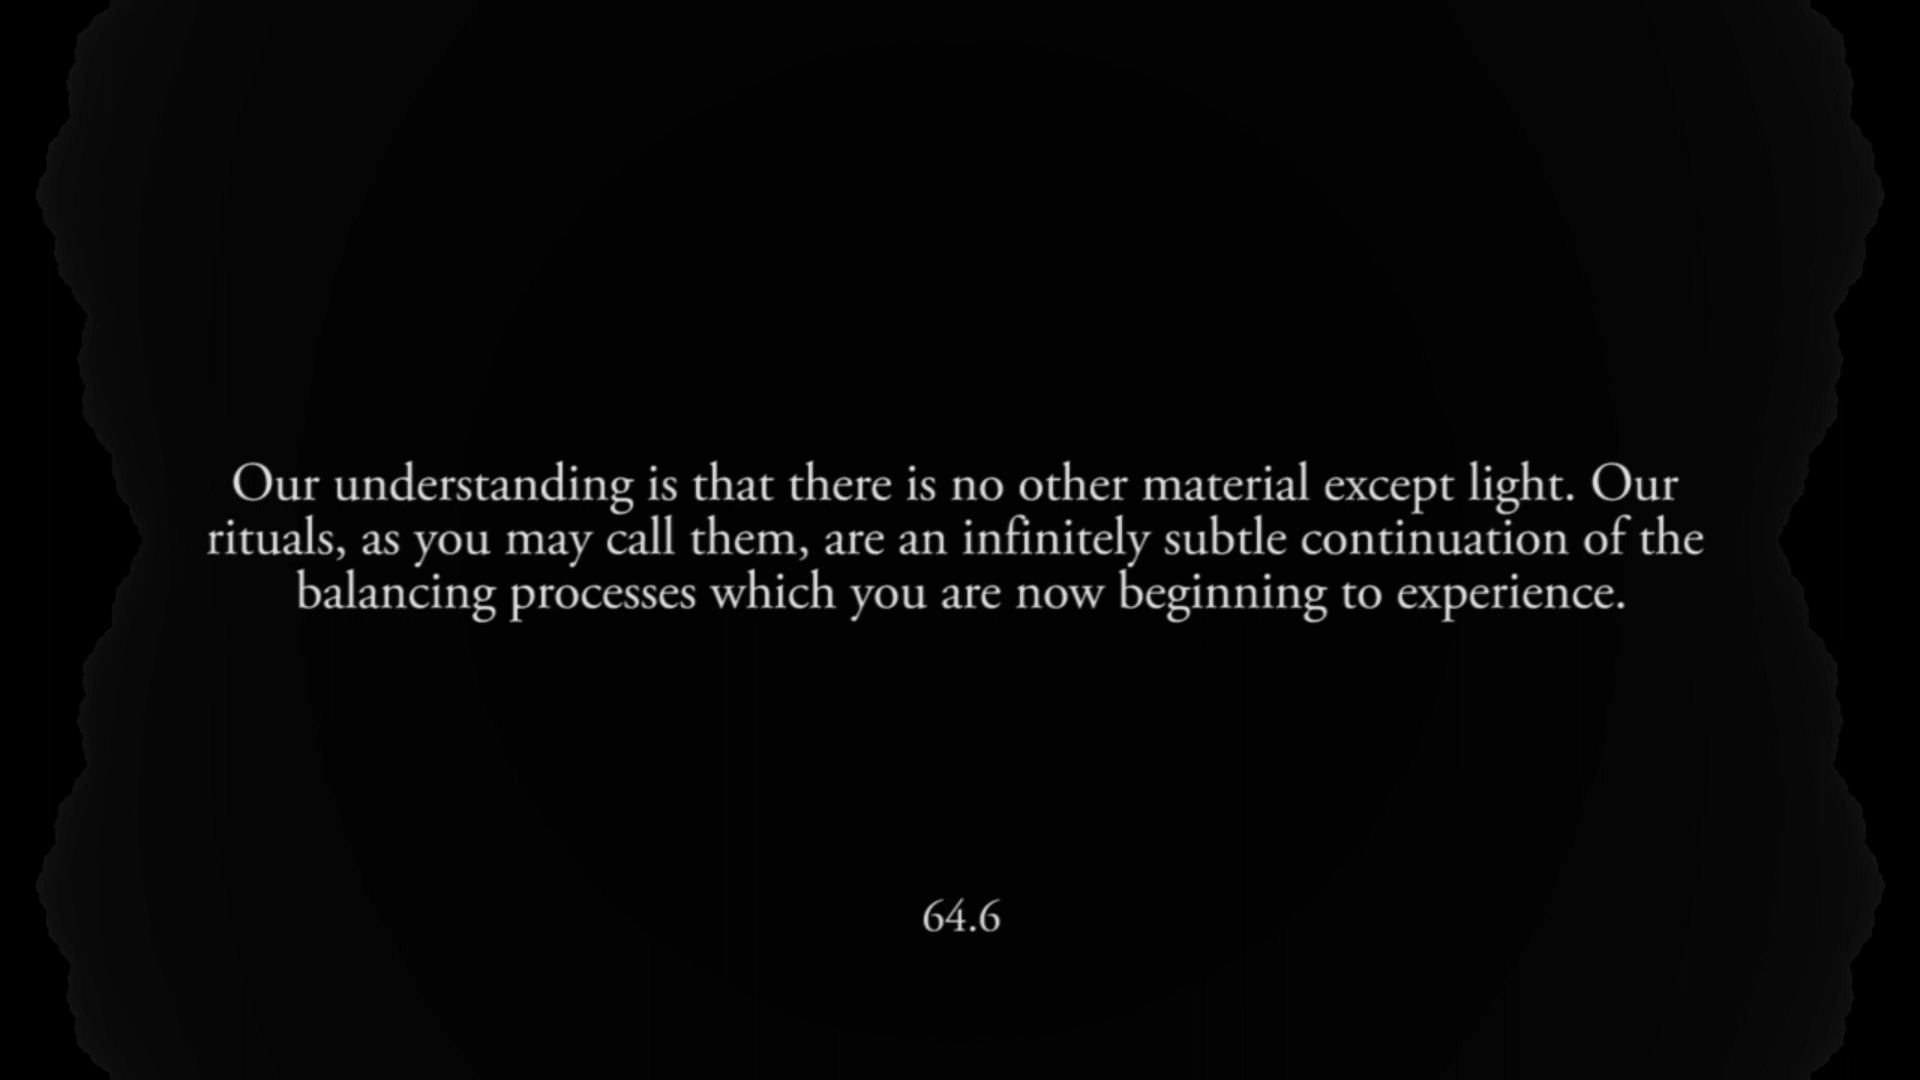 Our understanding is that there is no other material except light. Our
rituals, as you may call them, are an infinitely subtle continuation of the
balancing processes which you are now beginning to experience.
64.6